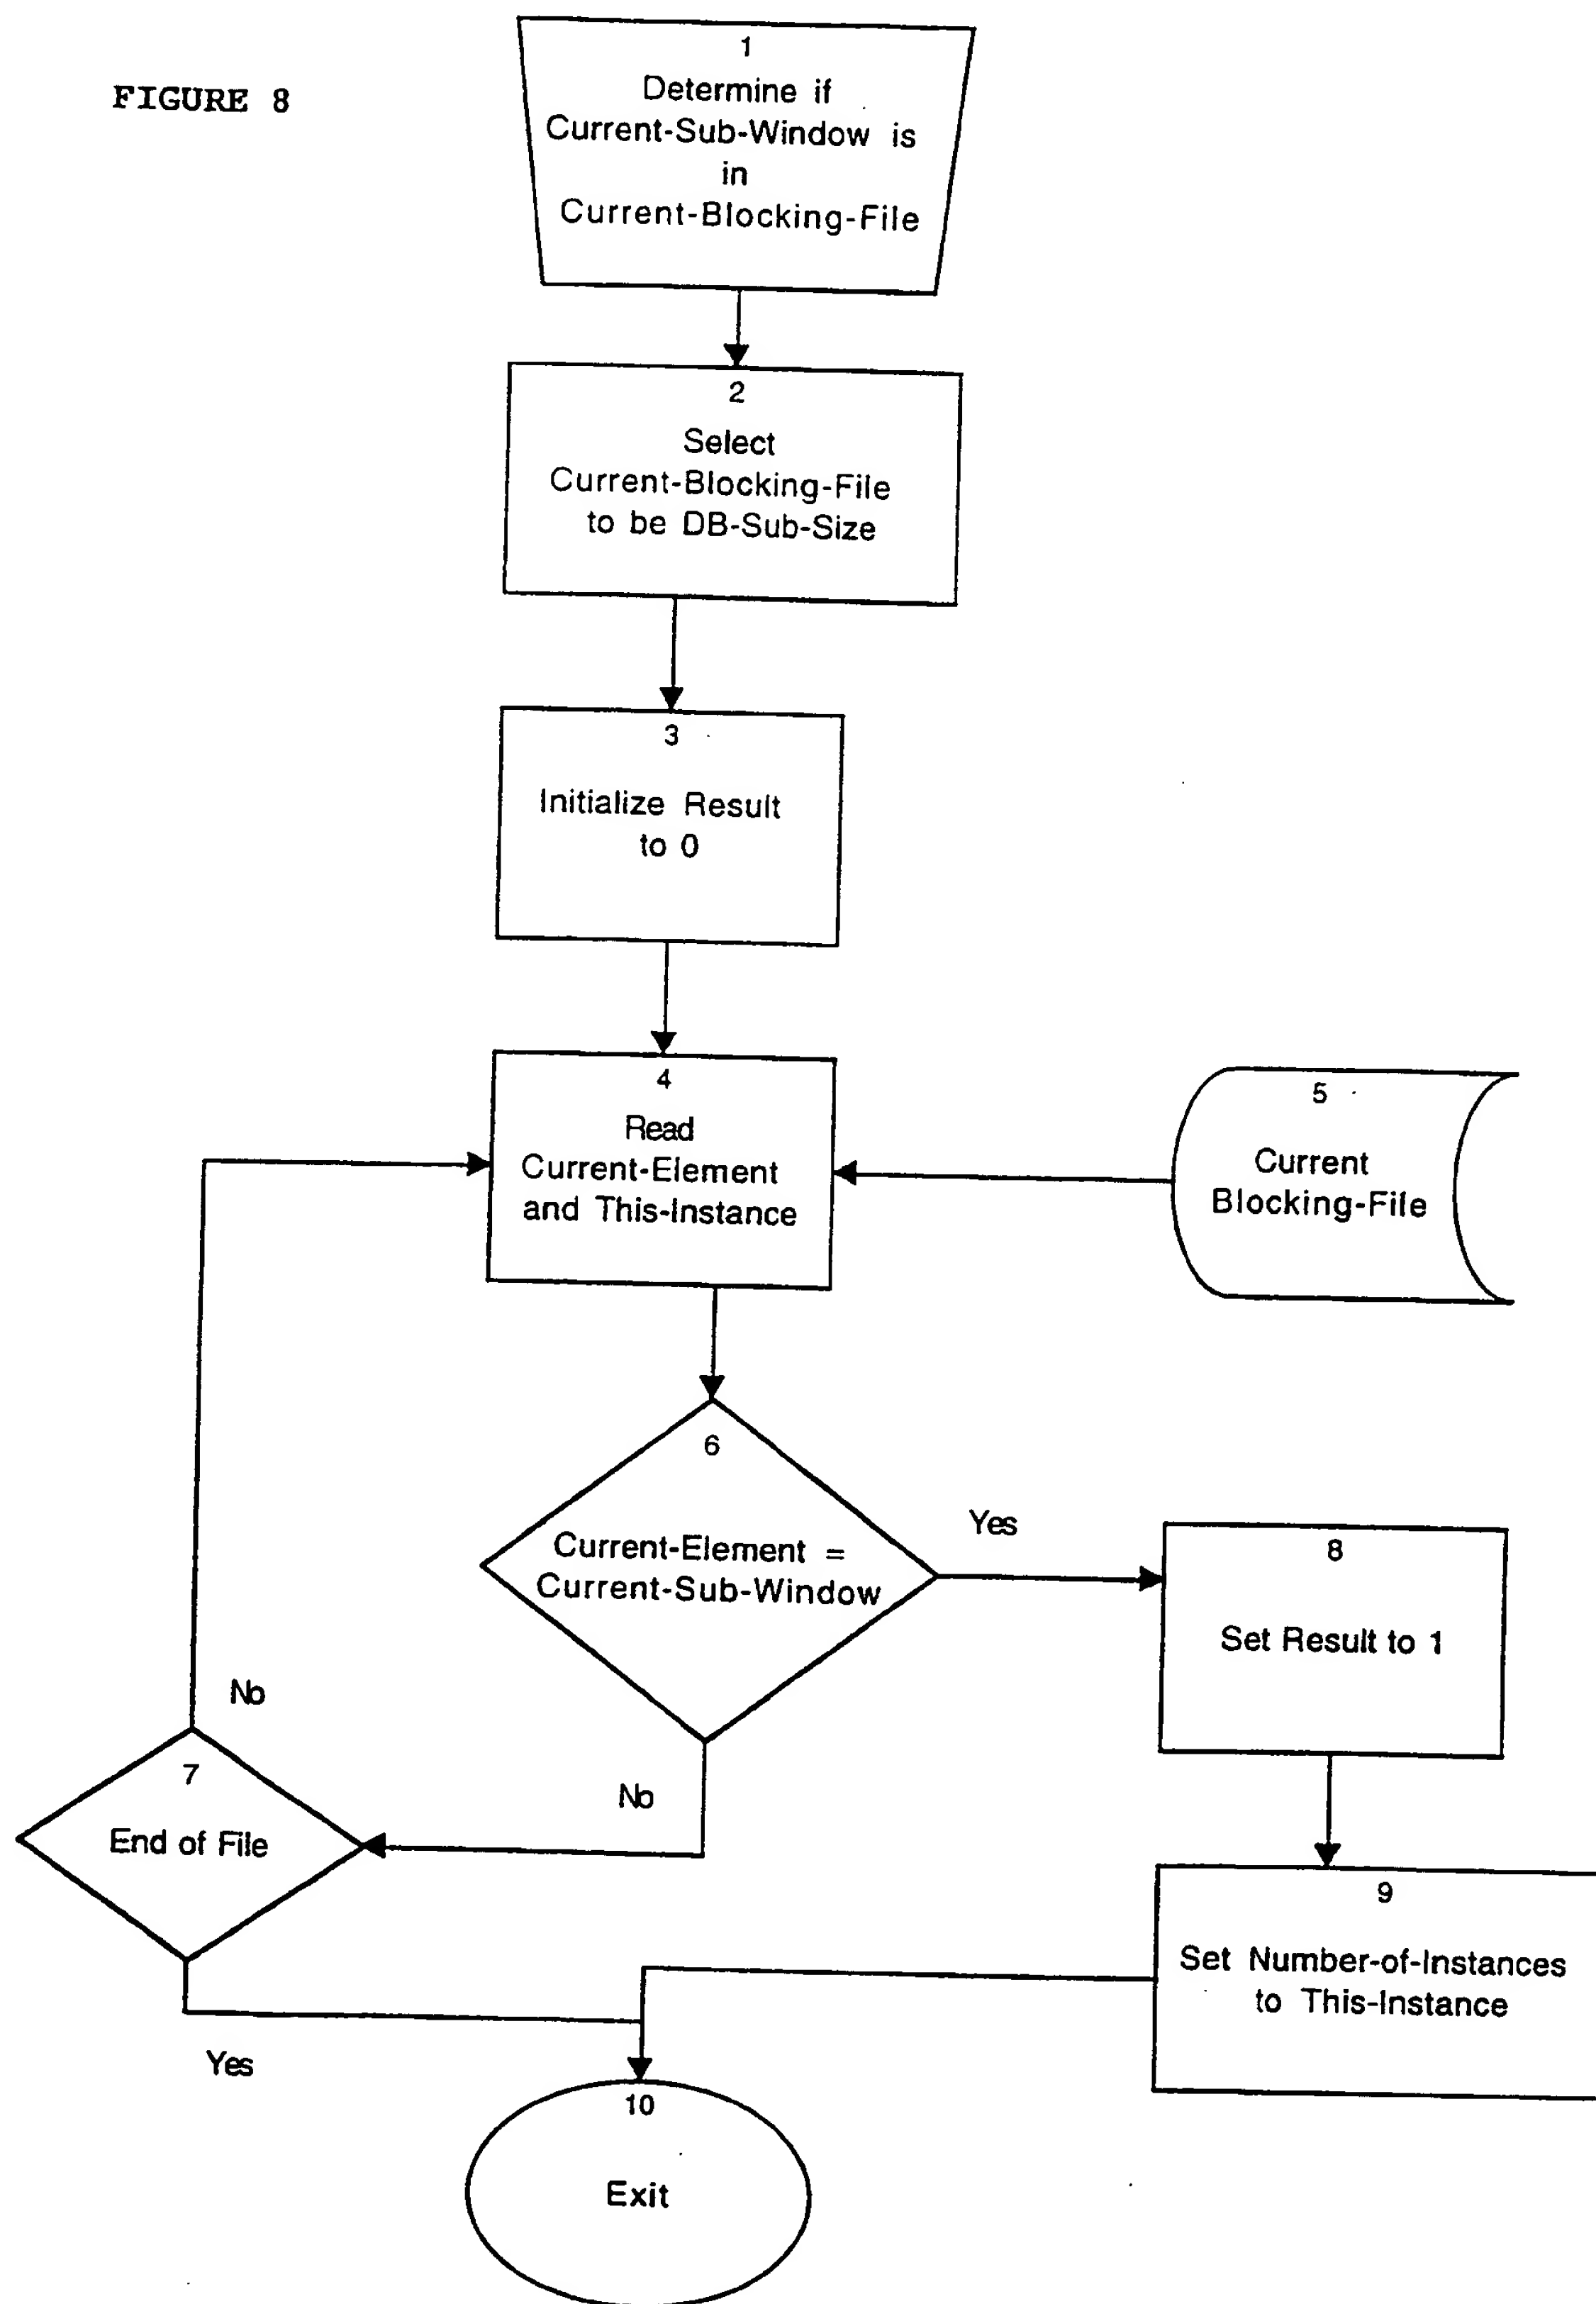 FIGURE 8
1
Determine if
Current-Sub-Window is
in
Current-Blocking-File
2
Select
Current-Blocking-File
to be DB-Sub-Size
3
Initialize Result
to 0
4
Read
Current-Element
and This-Instance
5
Current
Blocking-File
6
Current-Element =
Current-Sub-Window
Yes
No
7
End of File
No
Yes
8
Set Result to 1
9
Set Number-of-Instances
to This-Instance
10
Exit